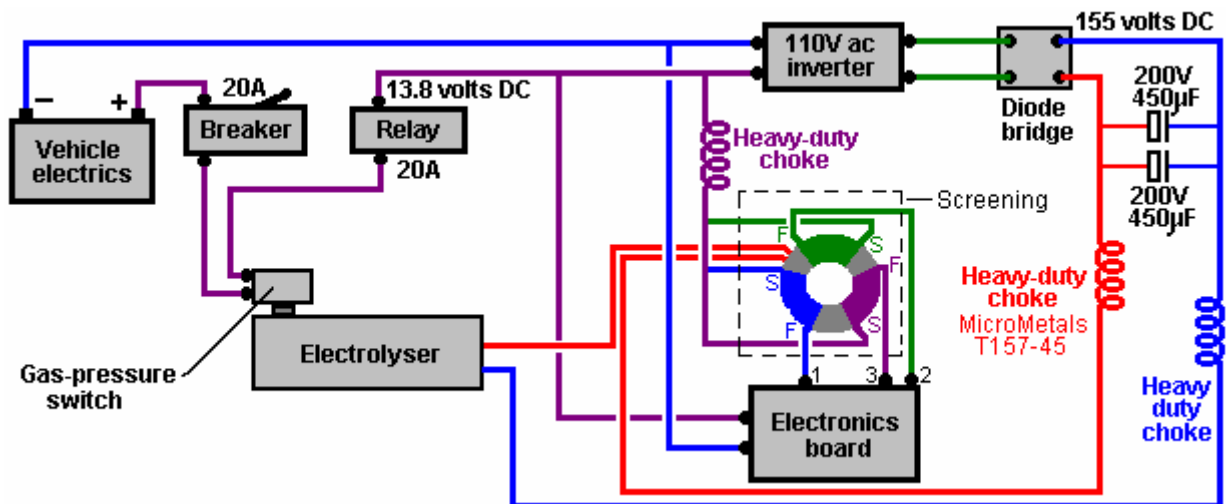 155 volts DC
110V ac
inverter
Diode
bridge
200V
450µF
200V
450µF
–
+
20A
Breaker
13.8 volts DC
Relay
20A
Vehicle
electrics
Heavy-duty
choke
Screening
F
S
S
F
F
S
Heavy-duty
choke
MicroMetals
T157-45
Heavy
duty
choke
Gas-pressure
switch
Electrolyser
1
3
2
Electronics
board